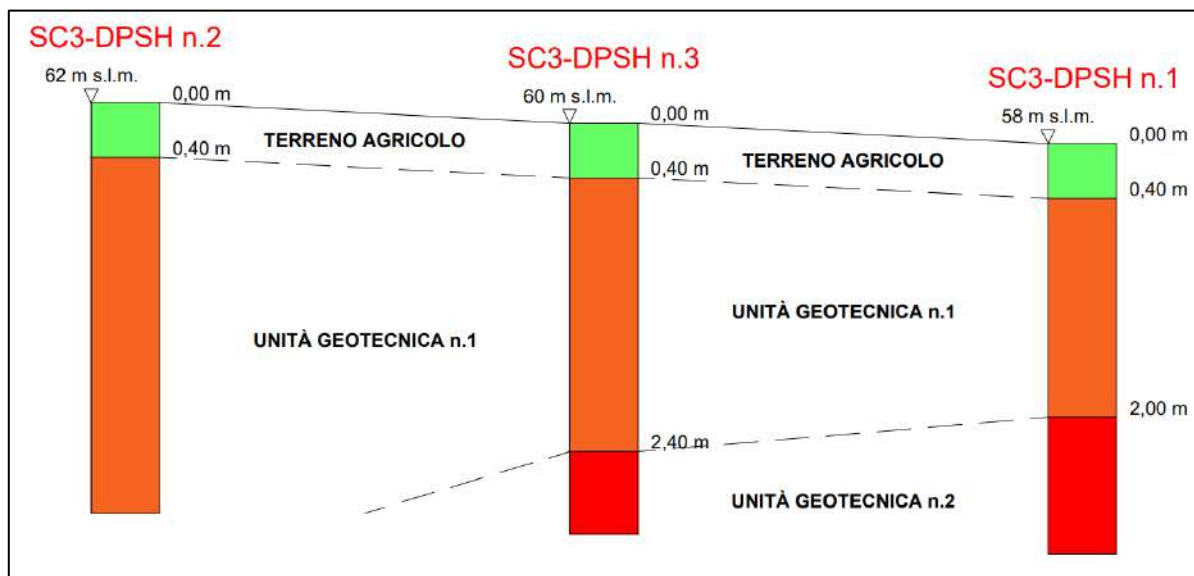 SC3-DPSH n.2
62 m s.l.m.
0,00 m
TERRENO AGRICOLO
0,40 m
UNITÀ GEOTECNICA n.1
SC3-DPSH n.3
60 m s.l.m.
0,00 m
TERRENO AGRICOLO
0,40 m
UNITÀ GEOTECNICA n.1
2,40 m
UNITÀ GEOTECNICA n.2
SC3-DPSH n.1
58 m s.l.m.
0,00 m
0,40 m
2,00 m